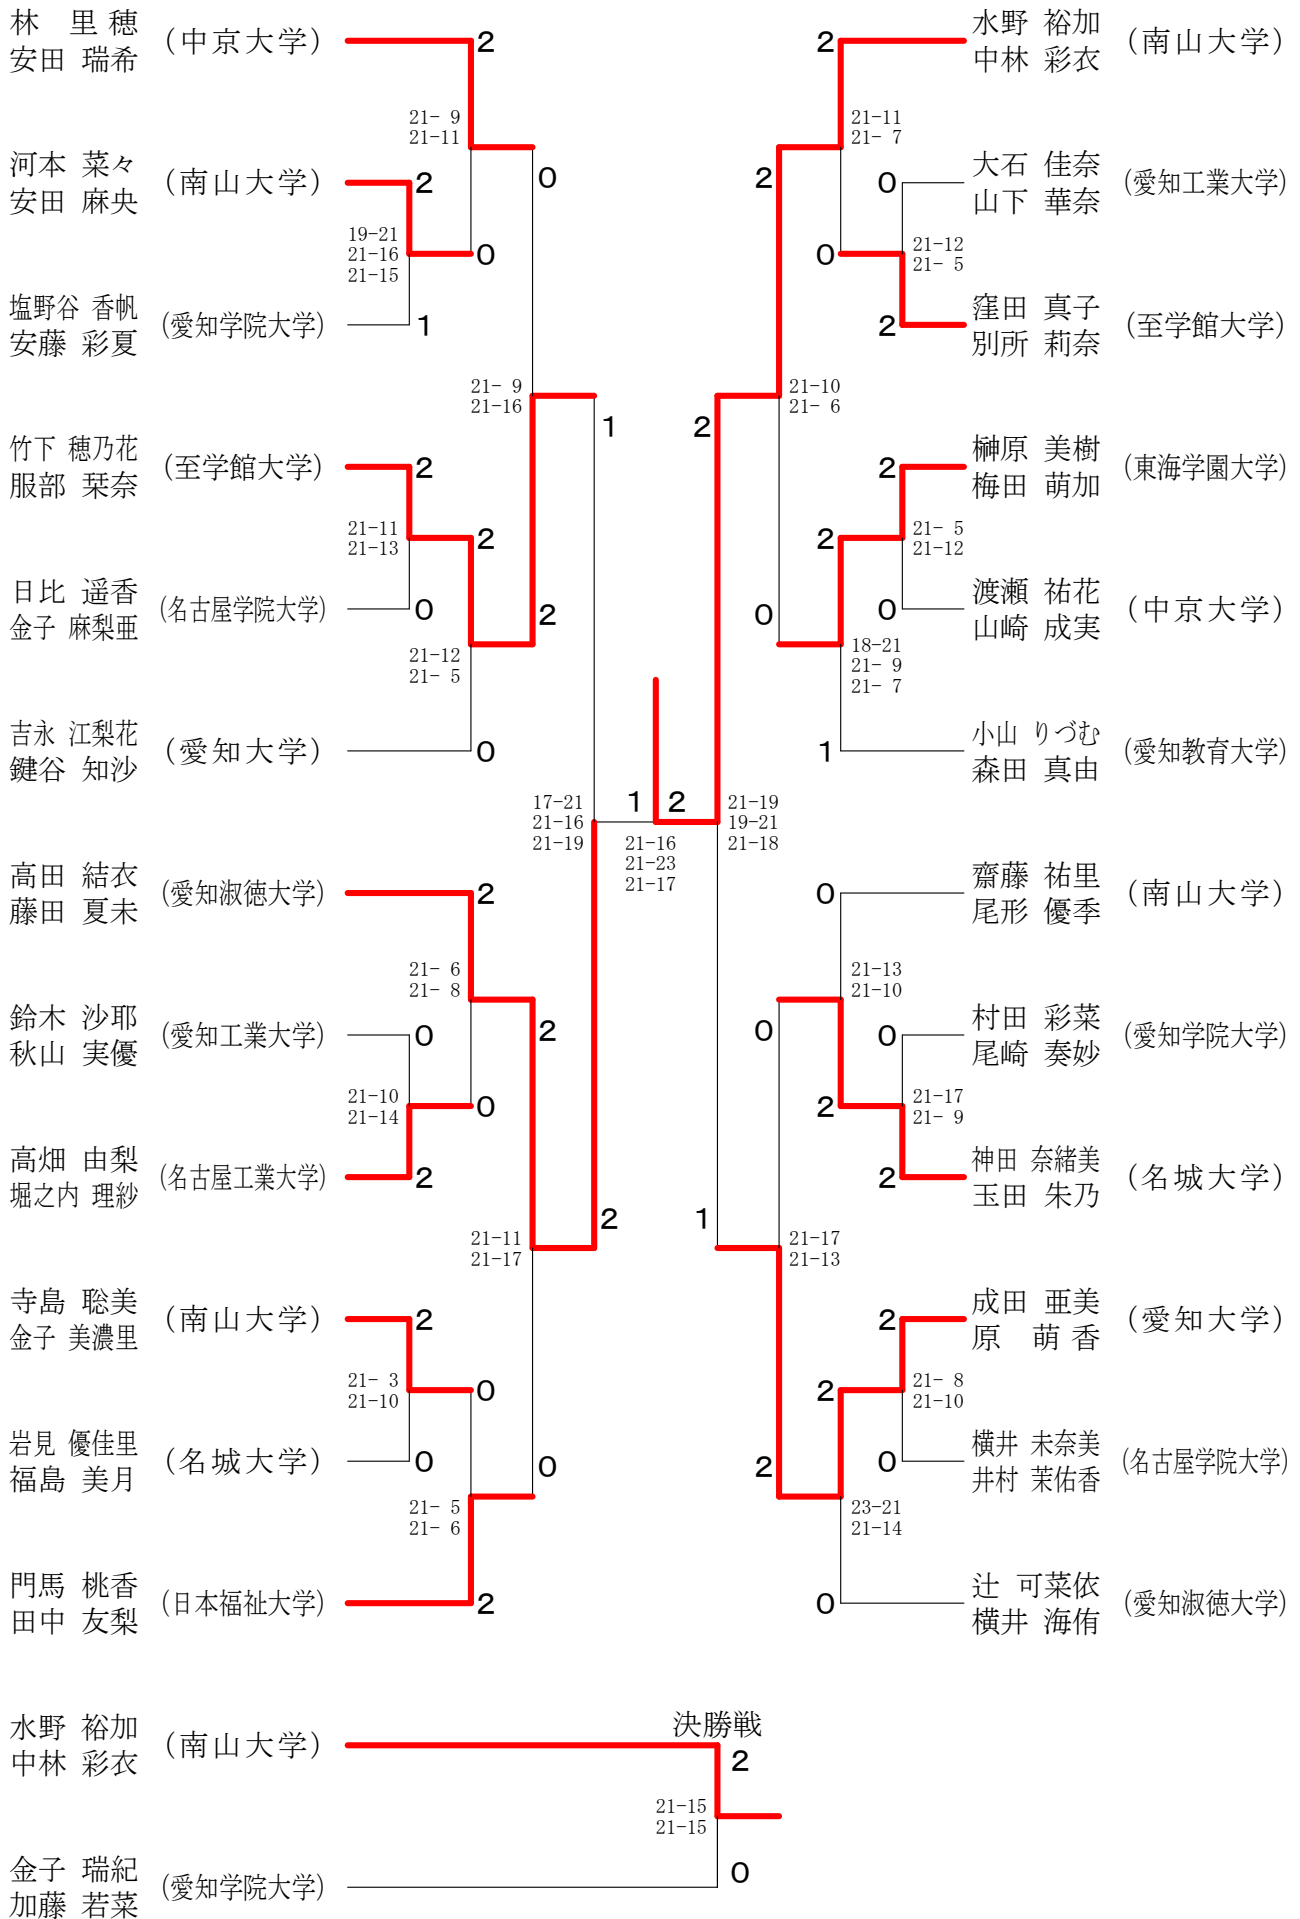 林 里穂
安田 瑞希
(中京大学)
2
21- 9
21-11
河本 菜々
安田 麻央
(南山大学)
2
0
0
19-21
21-16
21-15
塩野谷 香帆
安藤 彩夏
(愛知学院大学)
1
21- 9
21-16
1
竹下 穂乃花
服部 栞奈
(至学館大学)
2
21-11
21-13
2
日比 遥香
金子 麻梨亜
(名古屋学院大学)
0
2
21-12
21- 5
吉永 江梨花
鍵谷 知沙
(愛知大学)
0
17-21
21-16
21-19
1
2
21-16
21-23
21-17
高田 結衣
藤田 夏未
(愛知淑徳大学)
2
21- 6
21- 8
鈴木 沙耶
秋山 実優
(愛知工業大学)
0
2
21-10
21-14
0
高畑 由梨
堀之内 理紗
(名古屋工業大学)
2
21-11
21-17
2
寺島 聡美
金子 美濃里
(南山大学)
2
21- 3
21-10
0
岩見 優佳里
福島 美月
(名城大学)
0
0
21- 5
21- 6
門馬 桃香
田中 友梨
(日本福祉大学)
2
2
水野 裕加
中林 彩衣
(南山大学)
21-11
21- 7
2
0
大石 佳奈
山下 華奈
(愛知工業大学)
0
21-12
21- 5
2
窪田 真子
別所 莉奈
(至学館大学)
21-10
21- 6
2
2
榊原 美樹
梅田 萌加
(東海学園大学)
2
21- 5
21-12
0
0
渡瀬 祐花
山崎 成実
(中京大学)
18-21
21- 9
21- 7
1
小山 りづむ
森田 真由
(愛知教育大学)
21-19
19-21
21-18
0
齋藤 祐里
尾形 優季
(南山大学)
21-13
21-10
0
0
村田 彩菜
尾崎 奏妙
(愛知学院大学)
2
21-17
21- 9
2
神田 奈緒美
玉田 朱乃
(名城大学)
1
21-17
21-13
2
成田 亜美
原 萌香
(愛知大学)
2
21- 8
21-10
2
0
横井 未奈美
井村 茉佑香
(名古屋学院大学)
23-21
21-14
0
辻 可菜依
横井 海侑
(愛知淑徳大学)
水野 裕加
中林 彩衣
(南山大学)
決勝戦
2
21-15
21-15
金子 瑞紀
加藤 若菜
(愛知学院大学)
0